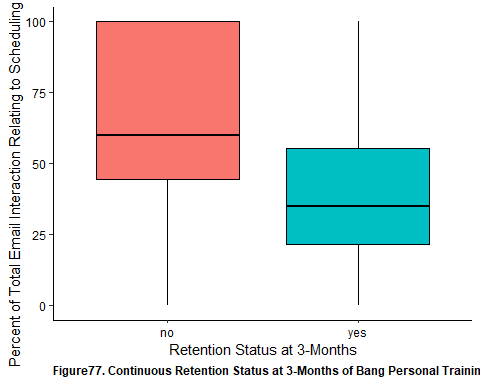 Percent of Total Email Interaction Relating to Scheduling
100
75
50
25
0
no yes
Retention Status at 3-Months
Figure77. Continuous Retention Status at 3-Months of Bang Personal